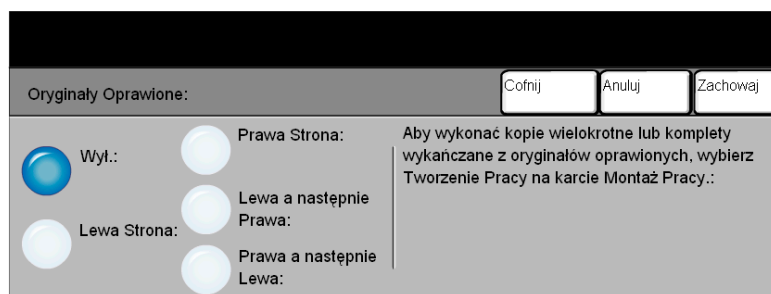 Oryginały Oprawione:
Cofnij
Anuluj
Zachowaj
Wył.:
Lewa Strona:
Prawa Strona:
Lewa a następnie
Prawa:
Prawa a następnie
Lewa:
Aby wykonać kopie wielokrotne lub komplety
wykańczane z oryginałów oprawionych, wybierz
Tworzenie Pracy na karcie Montaż Pracy.: